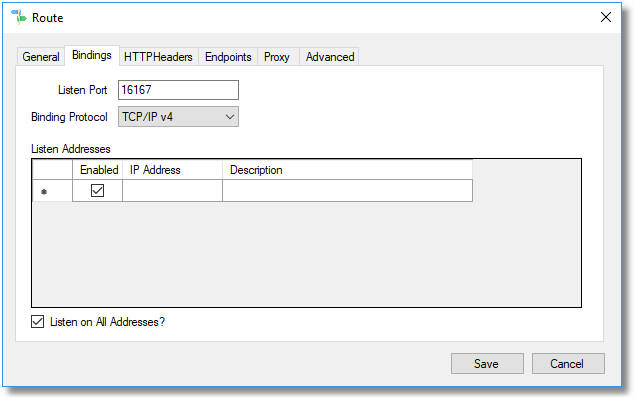 Route
General Bindings HTTPHeaders Endpoints Proxy Advanced
Listen Port 16167
Binding Protocol TCP/IP v4
Listen Addresses
Enabled IP Address Description
Listen on All Addresses?
Save Cancel